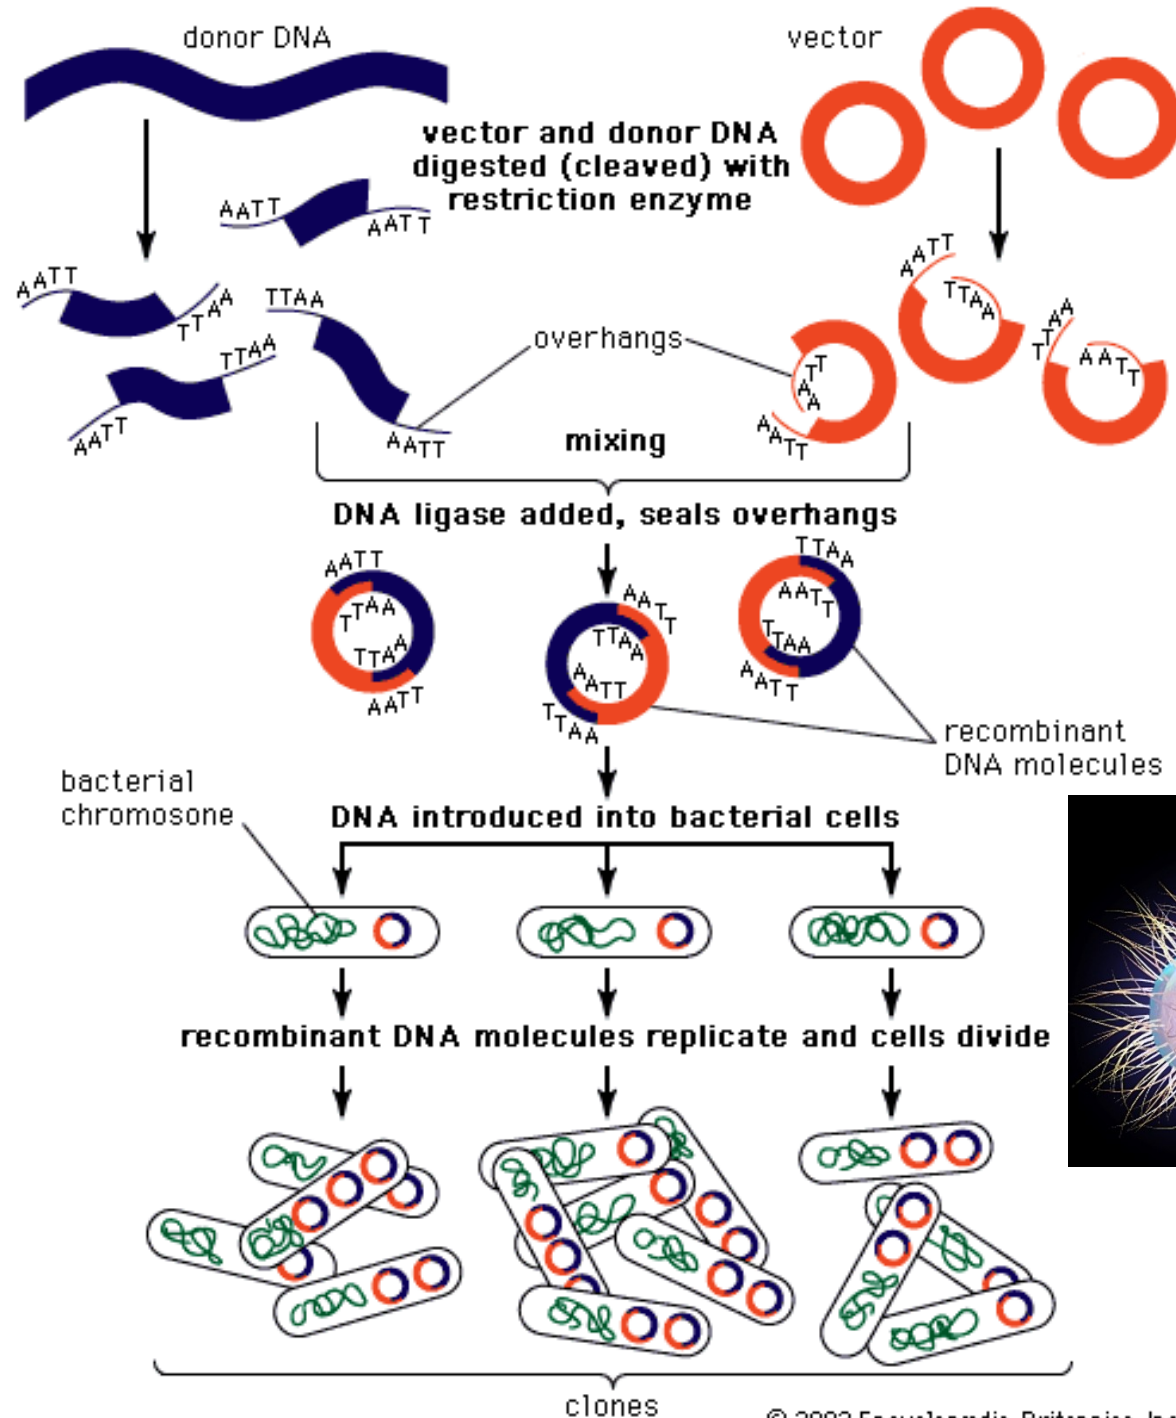 donor DNA
vector
vector and donor DNA
digested (cleaved) with
restriction enzyme
AATT
AATT
AATT
TTAA
TTAA
AATT
TTAA
AATT
overhangs
AATT
TTAA
TTAA
AATT
AATT
AATT
mixing
DNA ligase added, seals overhangs
AATT
TTAA
TTAA
AATT
AATT
TTAA
AATT
TTAA
TTAA
AATT
TTAA
AATT
recombinant
DNA molecules
bacterial
chromosone
DNA introduced into bacterial cells
recombinant DNA molecules replicate and cells divide
clones